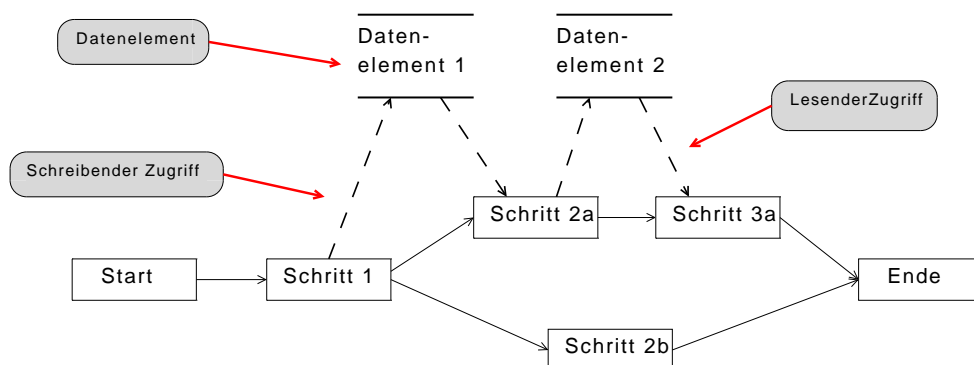 Datenelement
Daten-
element 1
Daten-
element 2
LesenderZugriff
Schreibender Zugriff
Schritt 2a
Schritt 3a
Start
Schritt 1
Ende
Schritt 2b